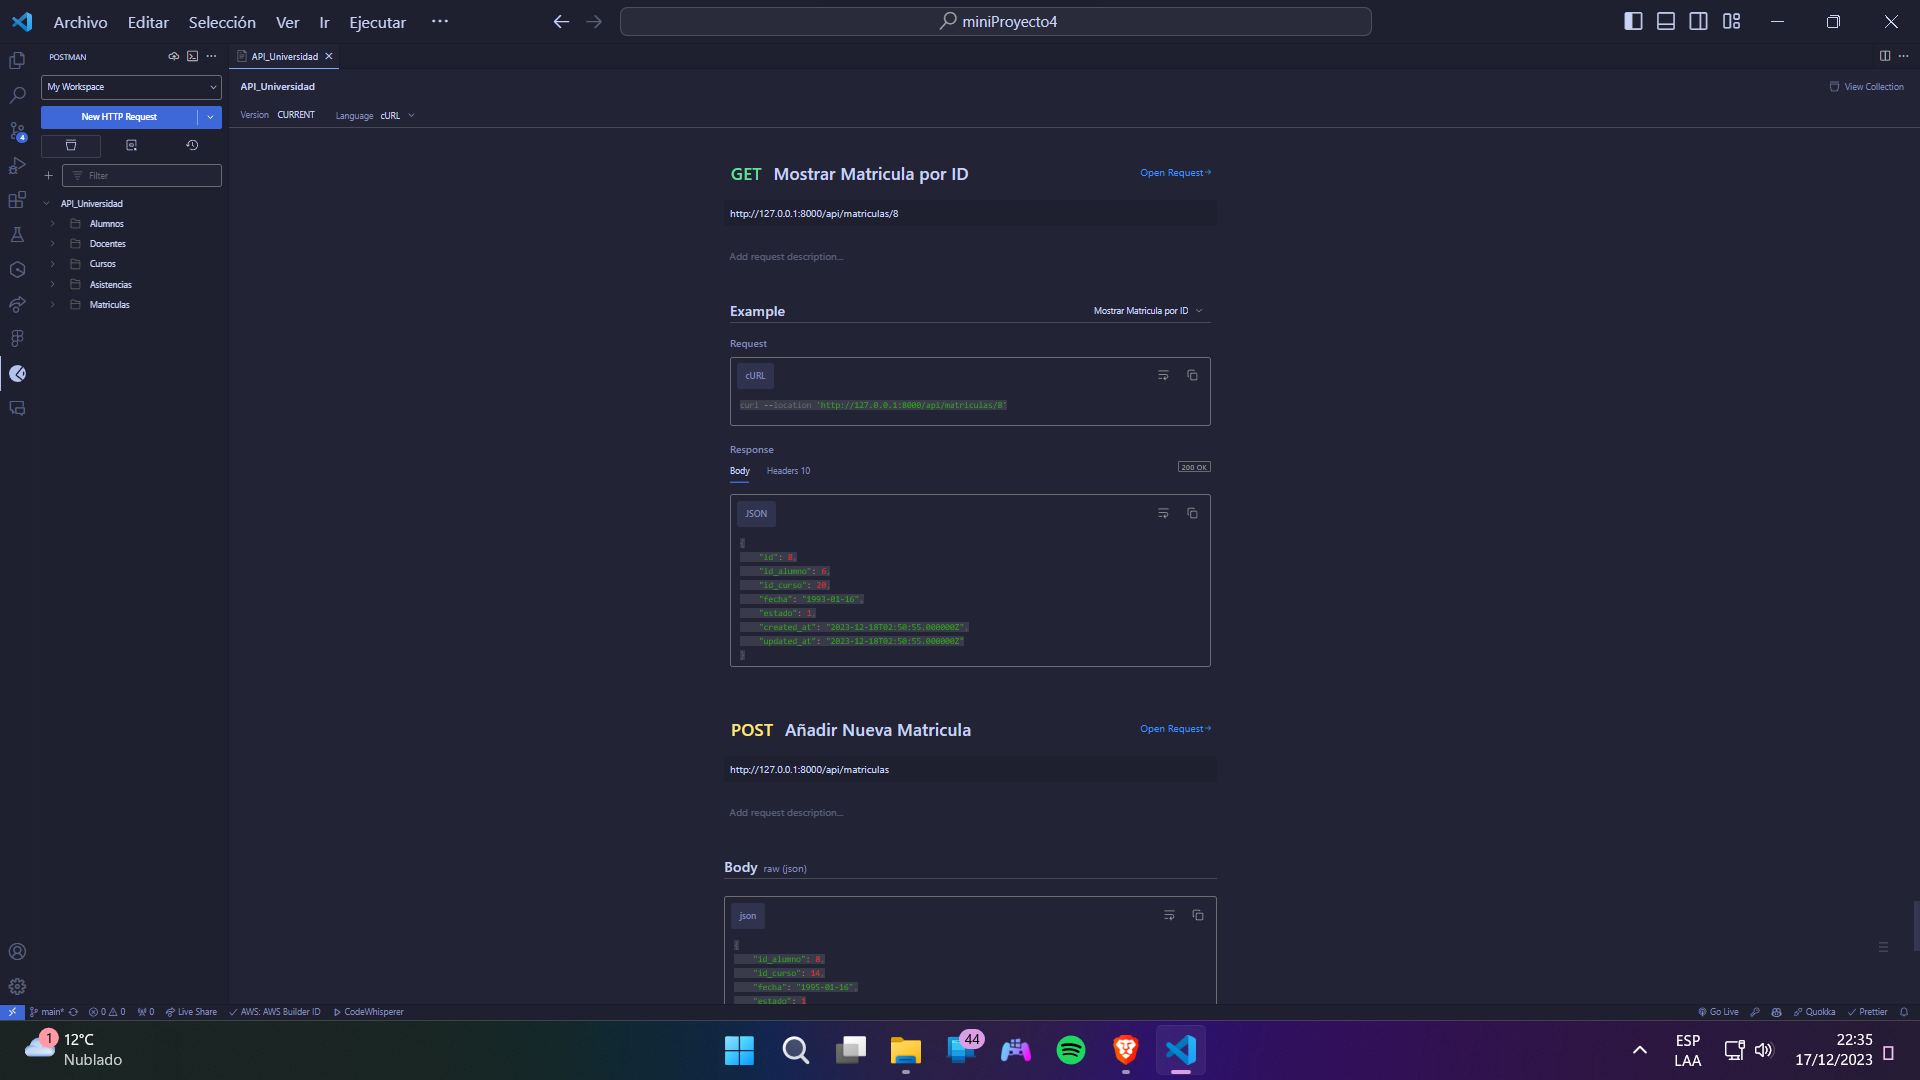 Archivo Editar Selección Ver Ir Ejecutar ···
miniProyecto4
POSTMAN
API_Universidad
My Workspace
API_Universidad
View Collection
New HTTP Request
Version CURRENT Language cURL
Filter
API_Universidad
Alumnos
Docentes
Cursos
Asistencias
Matriculas
GET Mostrar Matricula por ID
Open Request→
http://127.0.0.1:8000/api/matriculas/8
Add request description...
Example
Mostrar Matricula por ID
Request
cURL
curl --location 'http://127.0.0.1:8000/api/matriculas/8'
Response
Body Headers 10
200 OK
JSON
{
"id": 8,
"id_alumno": 6,
"id_curso": 20,
"fecha": "1993-01-16",
"estado": 1,
"created_at": "2023-12-18T02:50:55.000000Z",
"updated_at": "2023-12-18T02:50:55.000000Z"
}
POST Añadir Nueva Matricula
Open Request→
http://127.0.0.1:8000/api/matriculas
Add request description...
Body raw (json)
json
{
"id_alumno": 8,
"id_curso": 14,
"fecha": "1995-01-16",
"estado": 1
4
main* 0 0 0 Live Share AWS: AWS Builder ID CodeWhisperer
Go Live Quokka Prettier
1
12°C
Nublado
44
ESP
LAA
22:35
17/12/2023